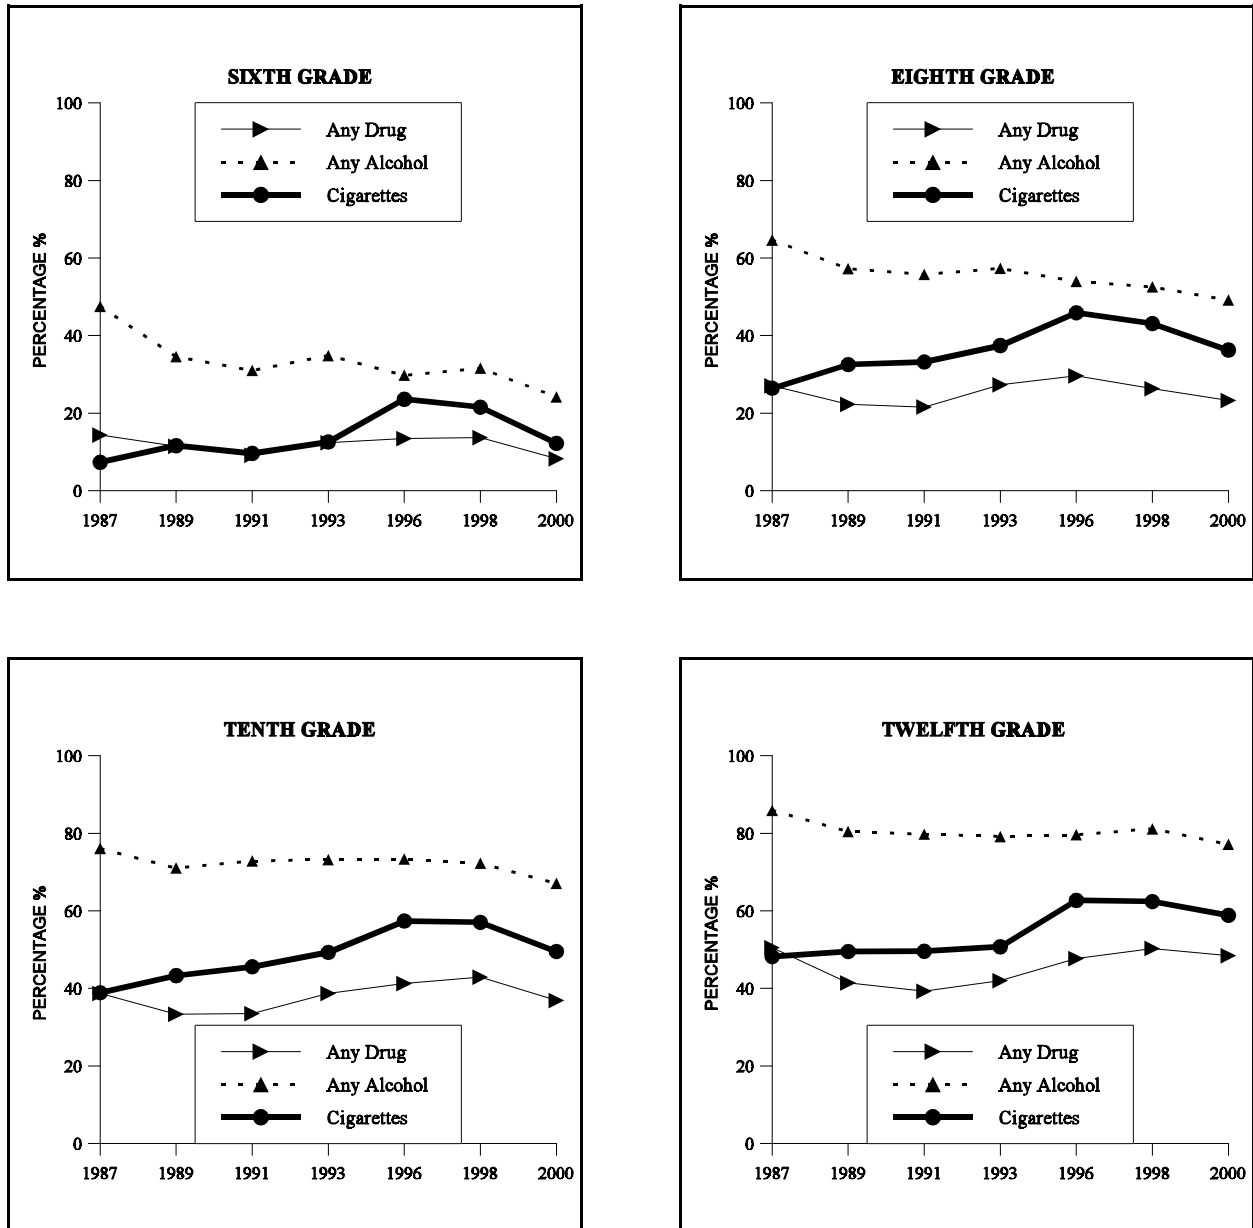 SIXTH GRADE
100
80
60
40
20
0
PERCENTAGE %
Any Drug
Any Alcohol
Cigarettes
1987 1989 1991 1993 1996 1998 2000
EIGHTH GRADE
100
80
60
40
20
0
PERCENTAGE %
Any Drug
Any Alcohol
Cigarettes
1987 1989 1991 1993 1996 1998 2000
TENTH GRADE
100
80
60
40
20
0
PERCENTAGE %
Any Drug
Any Alcohol
Cigarettes
1987 1989 1991 1993 1996 1998 2000
TWELFTH GRADE
100
80
60
40
20
0
PERCENTAGE %
Any Drug
Any Alcohol
Cigarettes
1987 1989 1991 1993 1996 1998 2000